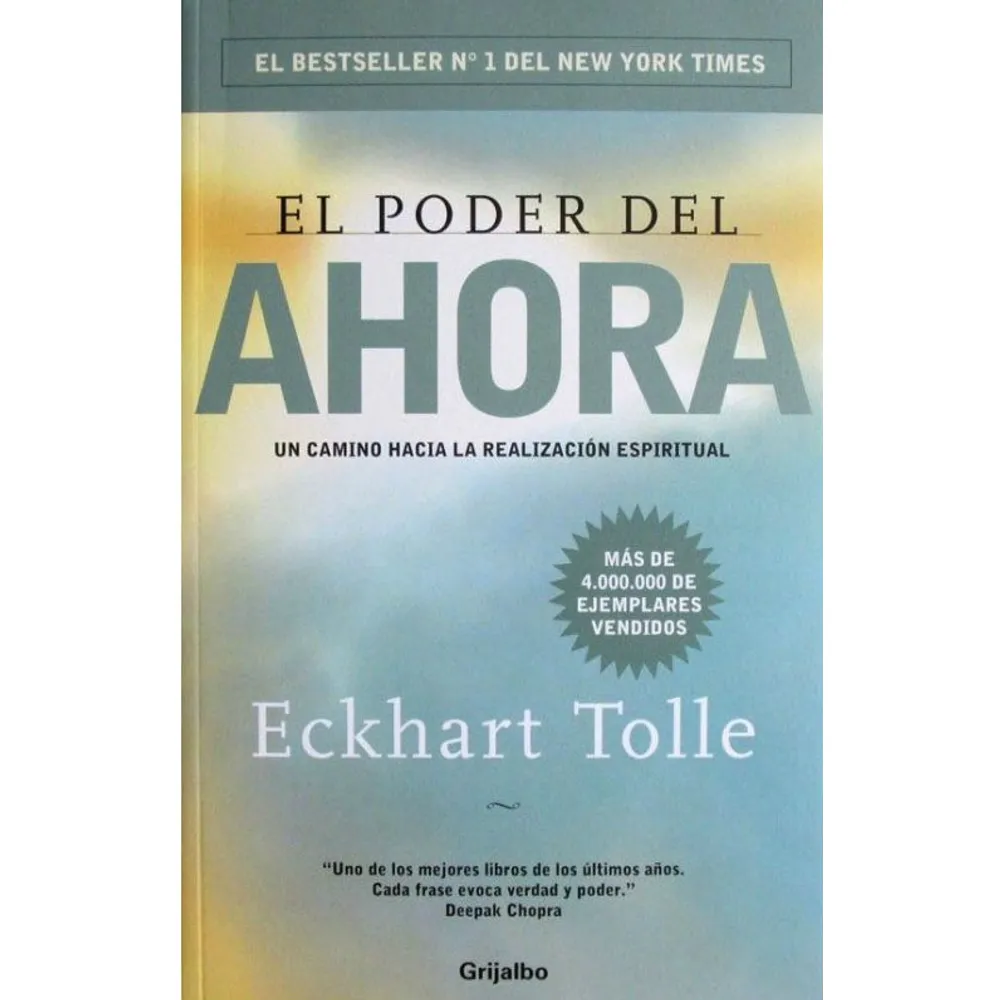 EL BESTSELLER N° 1 DEL NEW YORK TIMES
EL PODER DEL
AHORA
UN CAMINO HACIA LA REALIZACIÓN ESPIRITUAL
MÁS DE
4.000.000 DE
EJEMPLARES
VENDIDOS
Eckhart Tolle
~
“Uno de los mejores libros de los últimos años.
Cada frase evoca verdad y poder.”
Deepak Chopra
Grijalbo